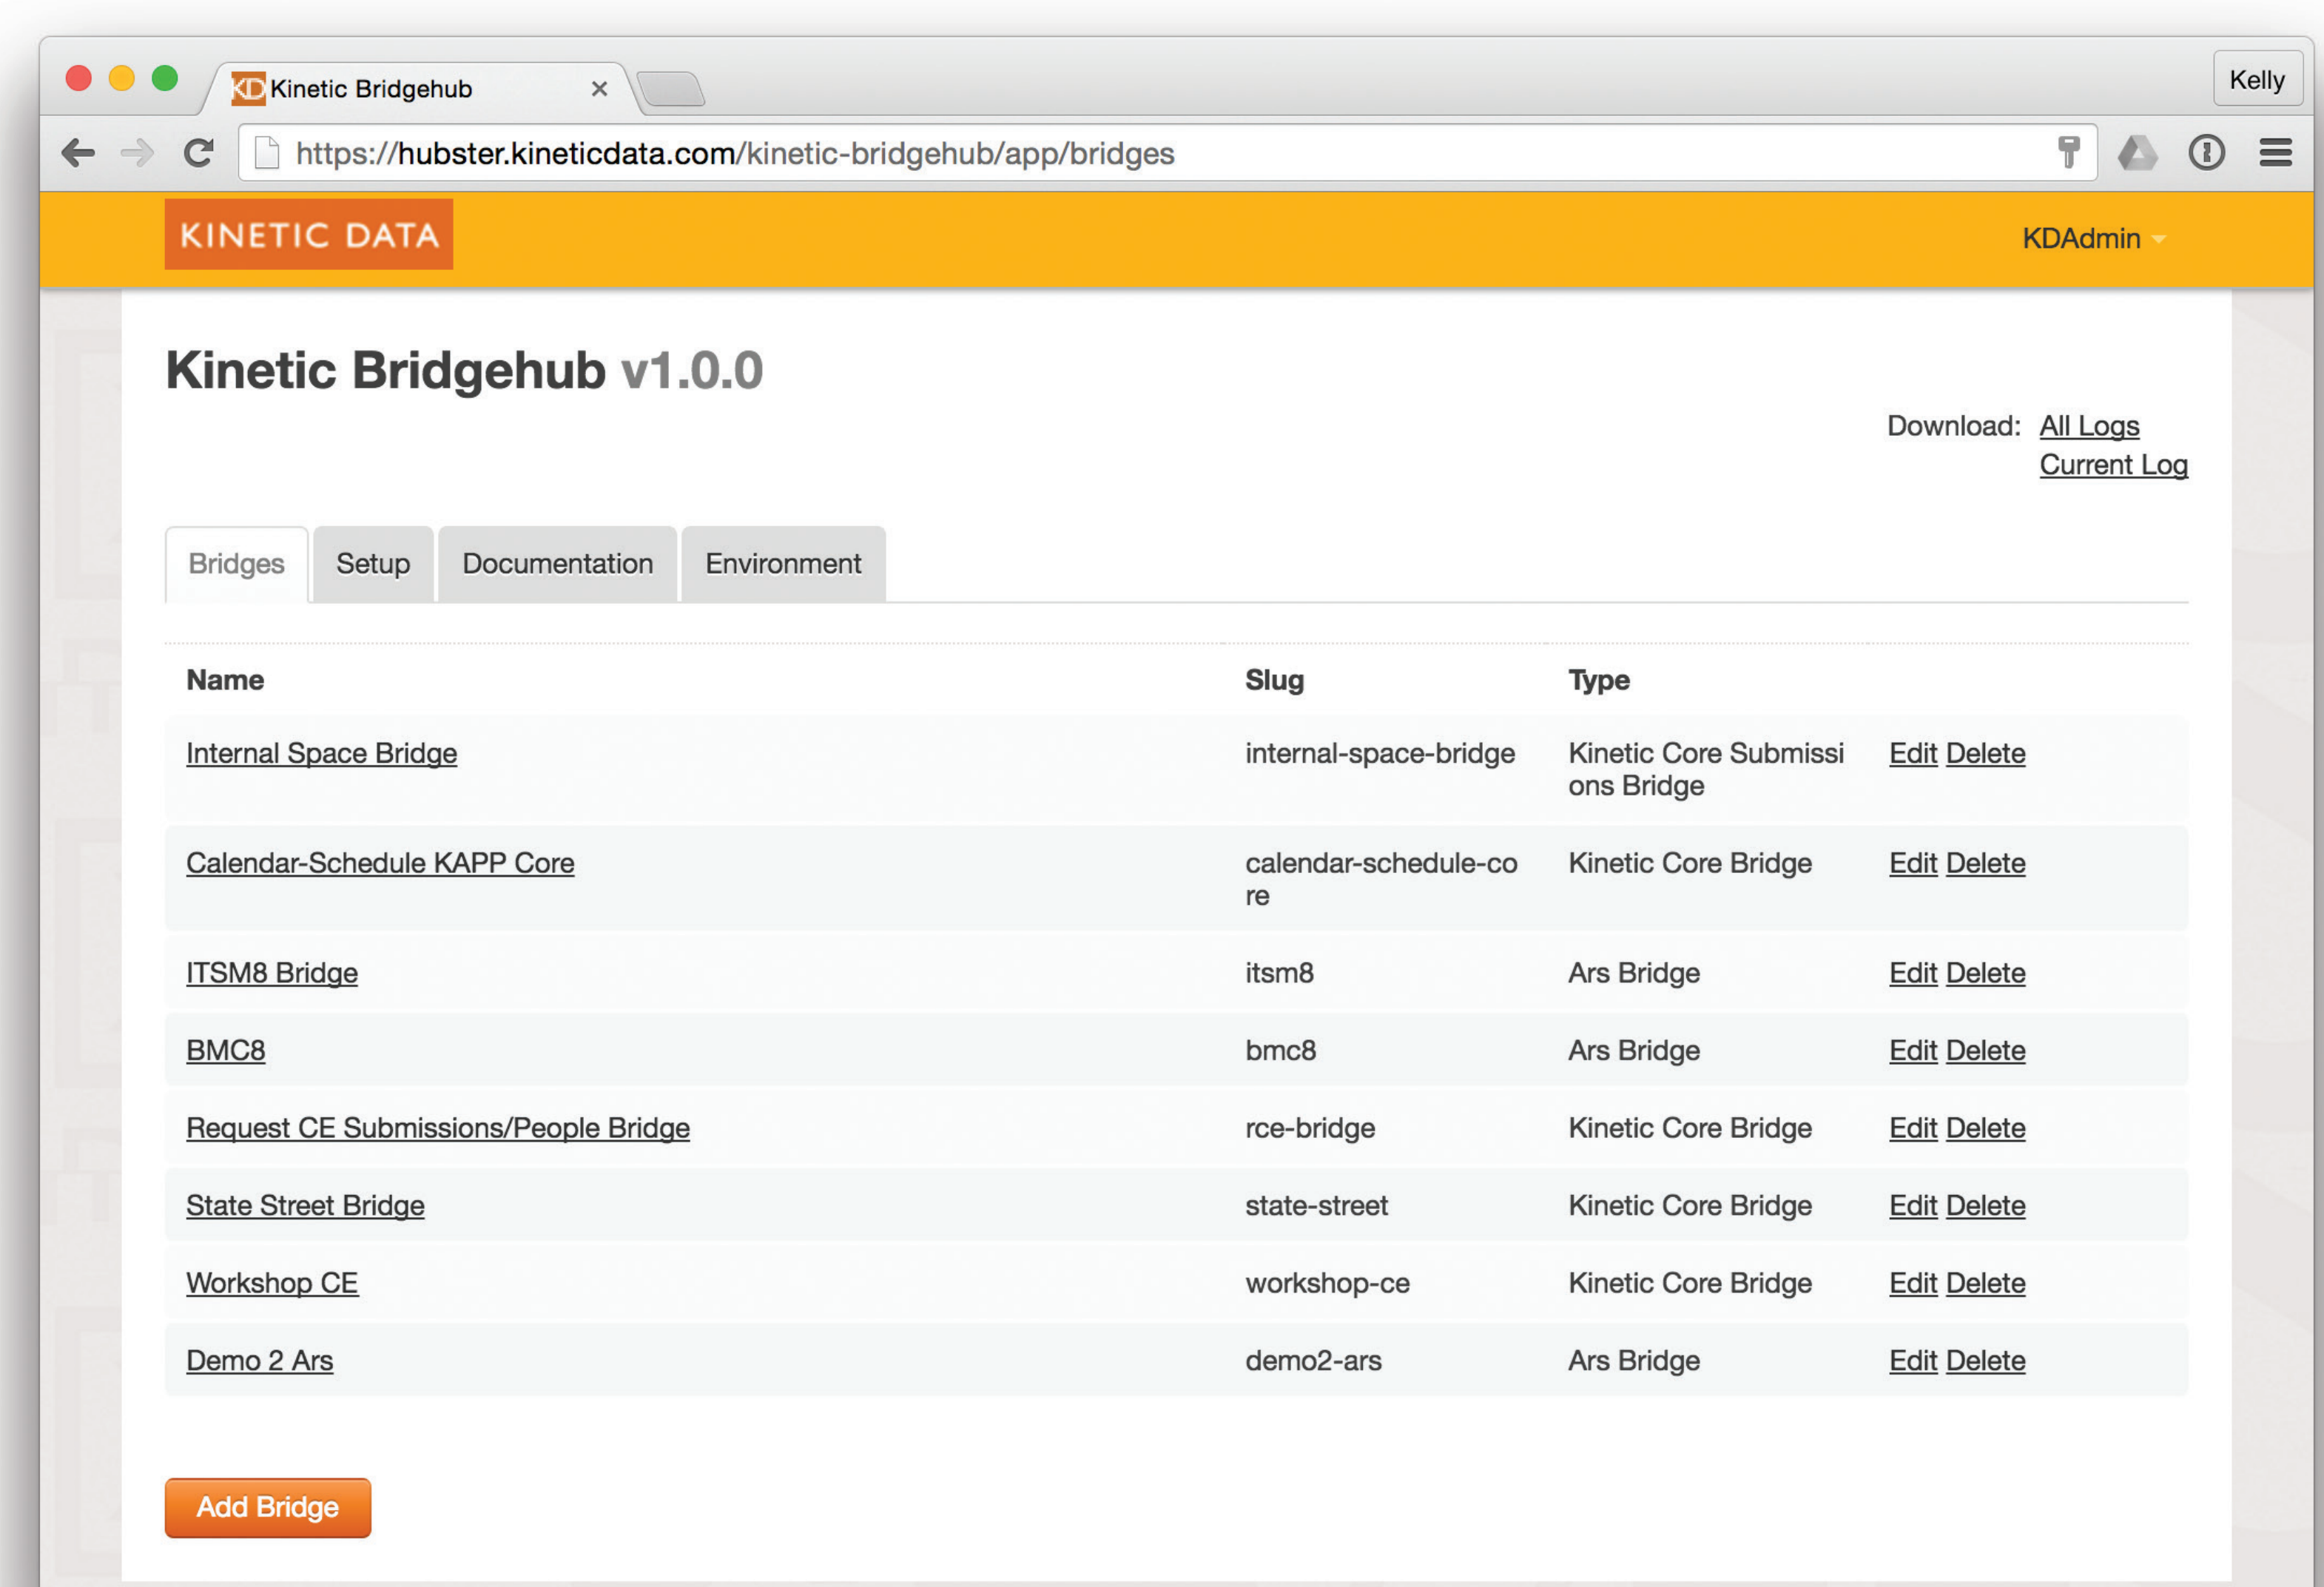 KD Kinetic Bridgehub ×
Kelly
https://hubster.kineticdata.com/kinetic-bridgehub/app/bridges
KINETIC DATA
KDAdmin
Kinetic Bridgehub v1.0.0
Download: All Logs
Current Log
Bridges Setup Documentation Environment
Name Slug Type
Internal Space Bridge internal-space-bridge Kinetic Core Submissi Edit Delete
ons Bridge
Calendar-Schedule KAPP Core calendar-schedule-co Kinetic Core Bridge Edit Delete
re
ITSM8 Bridge itsm8 Ars Bridge Edit Delete
BMC8 bmc8 Ars Bridge Edit Delete
Request CE Submissions/People Bridge rce-bridge Kinetic Core Bridge Edit Delete
State Street Bridge state-street Kinetic Core Bridge Edit Delete
Workshop CE workshop-ce Kinetic Core Bridge Edit Delete
Demo 2 Ars demo2-ars Ars Bridge Edit Delete
Add Bridge